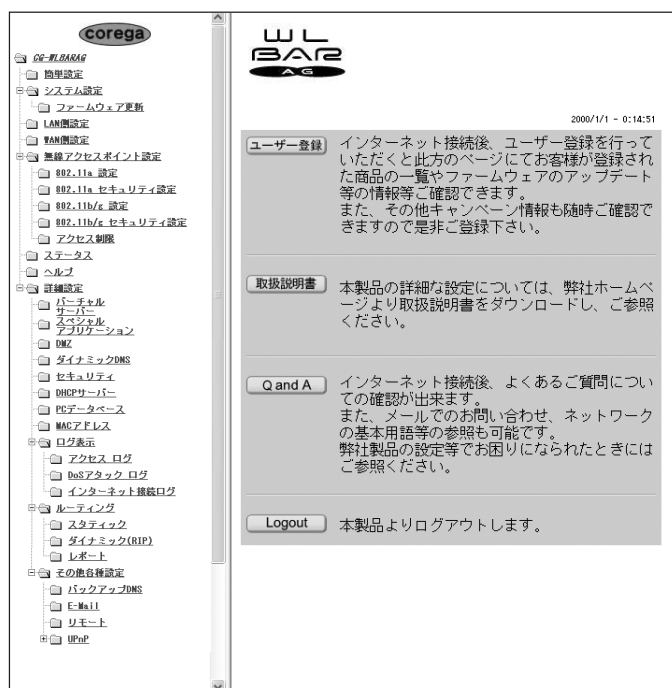 corega
CG-WLBARAG
簡単設定
システム設定
ファームウェア更新
LAN側設定
WAN側設定
無線アクセスポイント設定
802.11a 設定
802.11a セキュリティ設定
802.11b/g 設定
802.11b/g セキュリティ設定
アクセス制限
ステータス
ヘルプ
詳細設定
バーチャル
サーバー
スペシャル
アプリケーション
DMZ
ダイナミックDNS
セキュリティ
DHCPサーバー
PCデータベース
MACアドレス
ログ表示
アクセス ログ
DoSアタック ログ
インターネット接続ログ
ルーティング
スタティック
ダイナミック(RIP)
レポート
その他各種設定
バックアップDNS
E-Mail
リモート
UPnP
WL
BAR
AG
2000/1/1 - 0:14:51
ユーザー登録
インターネット接続後、ユーザー登録を行って
いただくと此方のページにてお客様が登録され
た商品の一覧やファームウェアのアップデート
等の情報等ご確認できます。
また、その他キャンペーン情報も随時ご確認で
きますので是非ご登録下さい。
取扱説明書
本製品の詳細な設定については、弊社ホームペ
ージより取扱説明書をダウンロードし、ご参照
ください。
Q and A
インターネット接続後、よくあるご質問につい
ての確認が出来ます。
また、メールでのお問い合わせ、ネットワーク
の基本用語等の参照も可能です。
弊社製品の設定等でお困りになられたときには
ご参照ください。
Logout
本製品よりログアウトします。